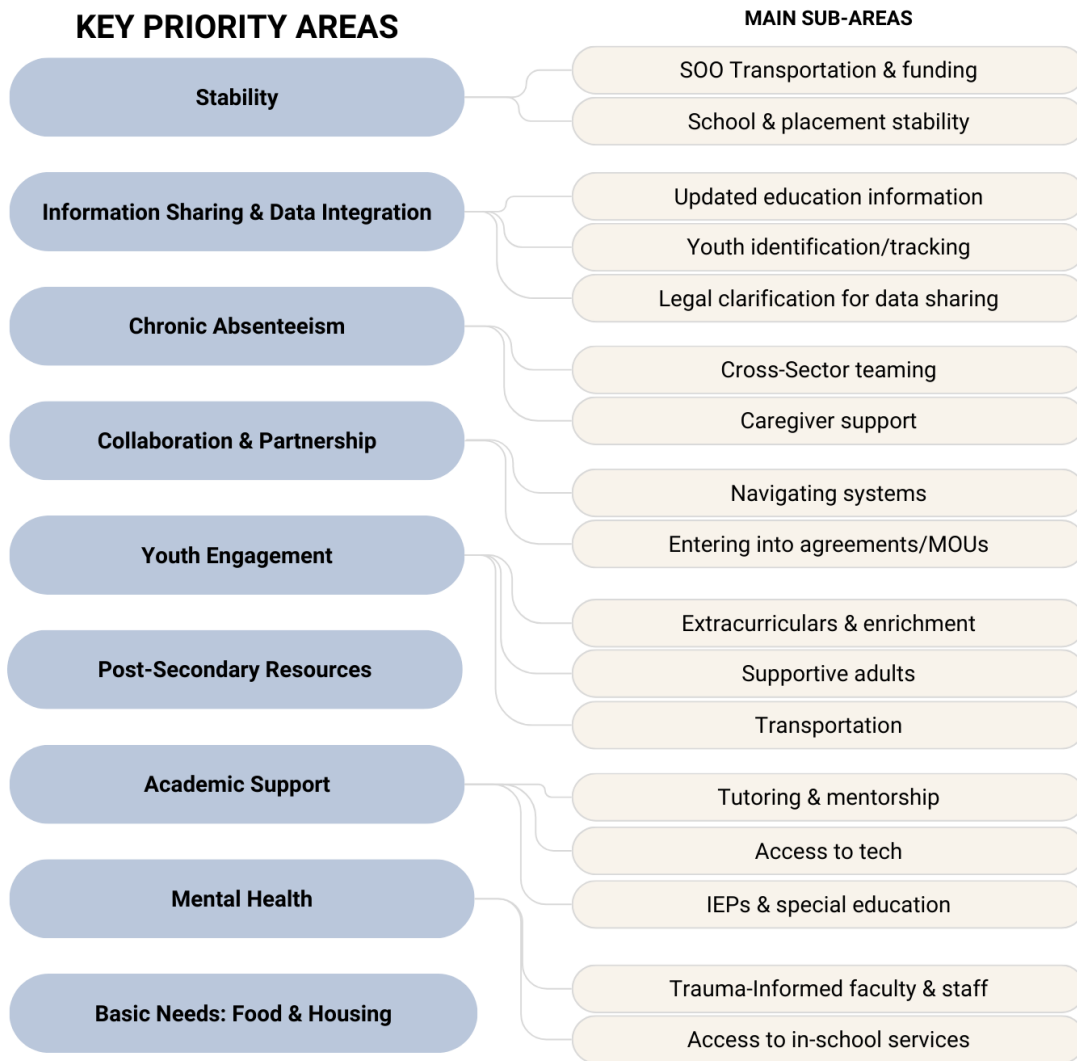 KEY PRIORITY AREAS
MAIN SUB-AREAS
Stability
SOO Transportation & funding
School & placement stability
Information Sharing & Data Integration
Updated education information
Youth identification/tracking
Legal clarification for data sharing
Chronic Absenteeism
Cross-Sector teaming
Caregiver support
Collaboration & Partnership
Navigating systems
Entering into agreements/MOUs
Youth Engagement
Extracurriculars & enrichment
Supportive adults
Transportation
Post-Secondary Resources
Academic Support
Tutoring & mentorship
Access to tech
IEPs & special education
Mental Health
Trauma-Informed faculty & staff
Access to in-school services
Basic Needs: Food & Housing